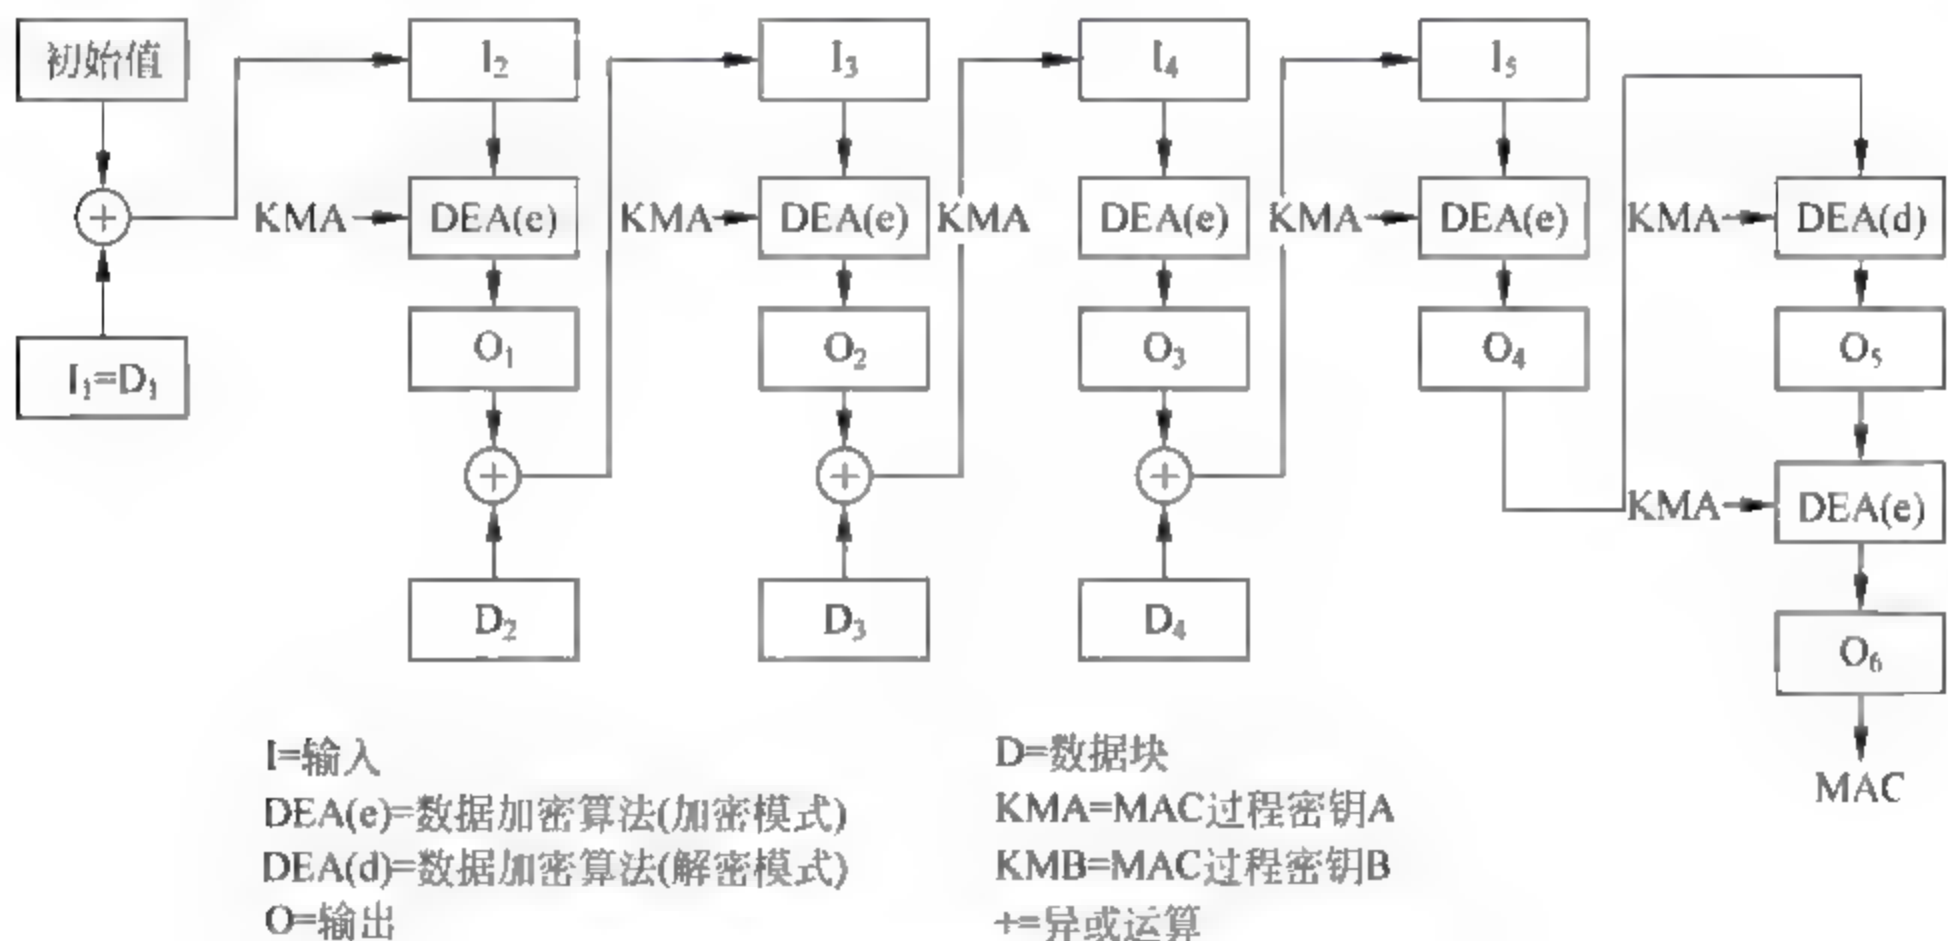 初始值
I₂
I₃
I₄
I₅
KMA
DEA(e)
KMA
DEA(e)
KMA
DEA(e)
KMA
DEA(e)
KMA
DEA(d)
I₁=D₁
O₁
O₂
O₃
O₄
O₅
KMA
DEA(e)
D₂
D₃
D₄
O₆
MAC
I=输入
DEA(e)=数据加密算法(加密模式)
DEA(d)=数据加密算法(解密模式)
O=输出
D=数据块
KMA=MAC过程密钥A
KMB=MAC过程密钥B
+=异或运算